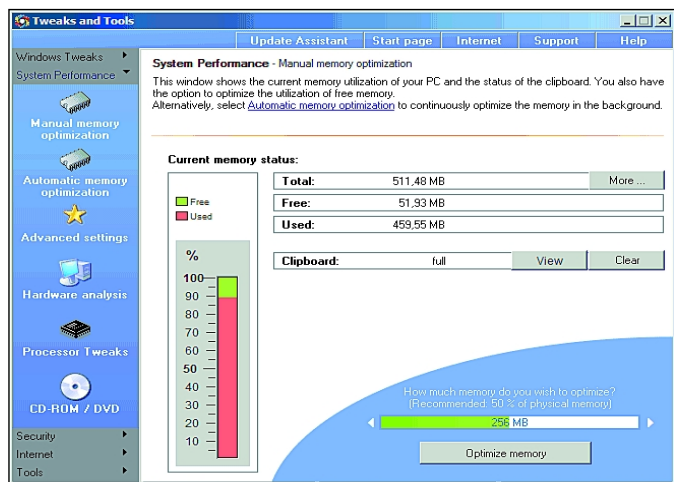 Tweaks and Tools
Update Assistant Start page Internet Support Help
Windows Tweaks
System Performance
Manual memory
optimization
Automatic memory
optimization
Advanced settings
Hardware analysis
Processor Tweaks
CD-ROM / DVD
Security
Internet
Tools
System Performance - Manual memory optimization
This window shows the current memory utilization of your PC and the status of the clipboard. You also have
the option to optimize the utilization of free memory.
Alternatively, select Automatic memory optimization to continuously optimize the memory in the background.
Current memory status:
Free
Used
%
100
90
80
70
60
50
40
30
20
10
Total: 511,48 MB More ...
Free: 51,93 MB
Used: 459,55 MB
Clipboard: full View Clear
How much memory do you wish to optimize?
(Recommended: 50 % of physical memory)
256 MB
Optimize memory